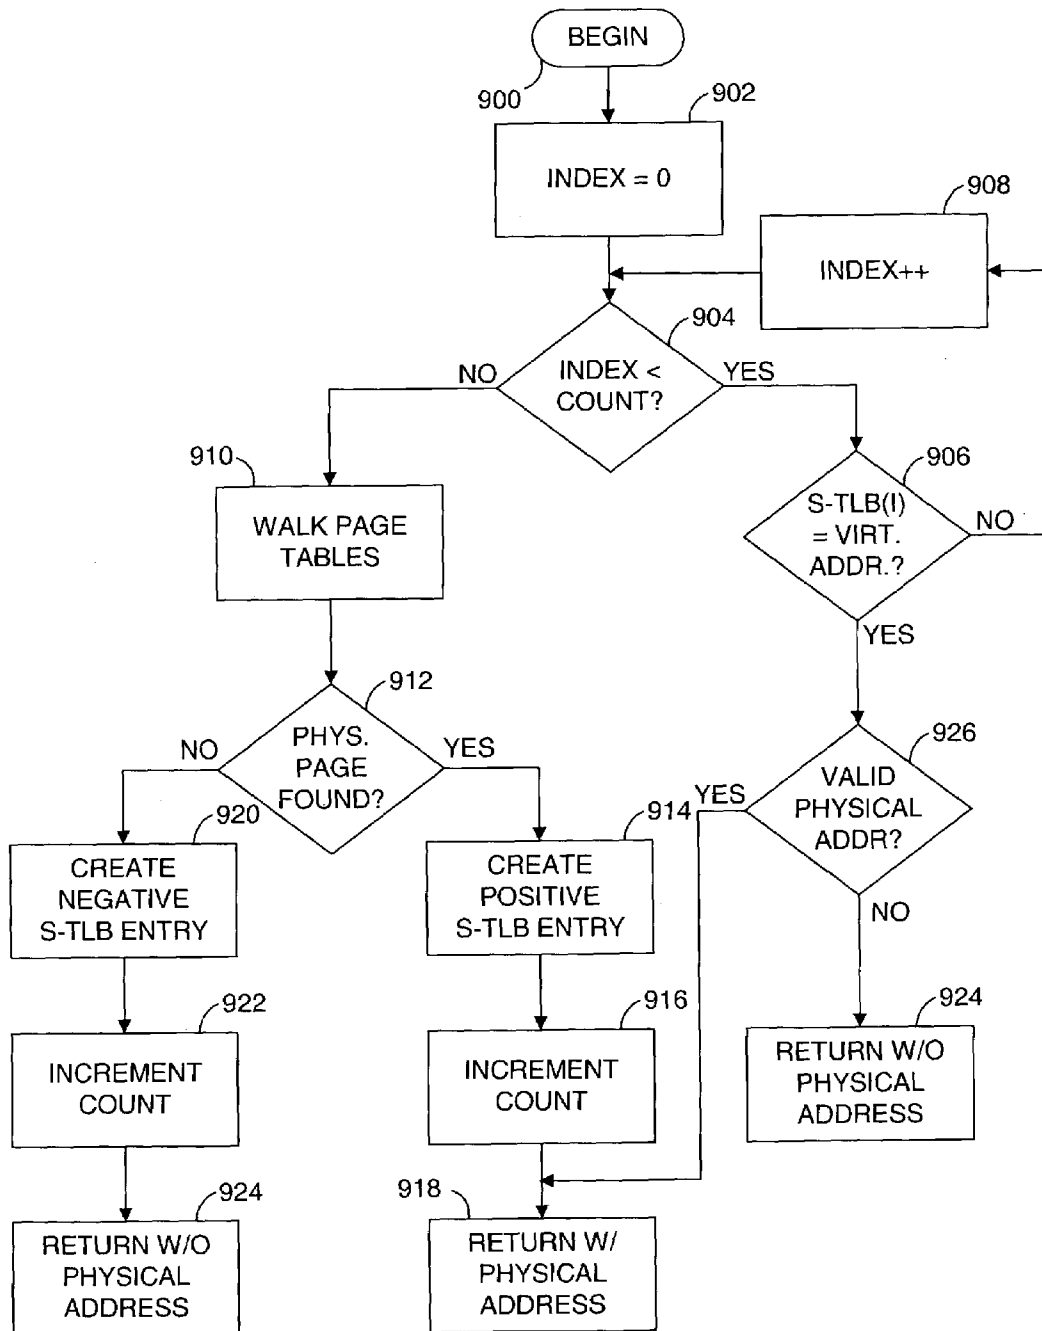 BEGIN
900
902
INDEX = 0
908
INDEX++
904
INDEX <
COUNT?
NO
YES
910
WALK PAGE
TABLES
906
S-TLB(I)
= VIRT.
ADDR.?
NO
YES
912
PHYS.
PAGE
FOUND?
NO
YES
926
VALID
PHYSICAL
ADDR?
YES
NO
920
CREATE
NEGATIVE
S-TLB ENTRY
914
CREATE
POSITIVE
S-TLB ENTRY
922
INCREMENT
COUNT
916
INCREMENT
COUNT
924
RETURN W/O
PHYSICAL
ADDRESS
924
RETURN W/O
PHYSICAL
ADDRESS
918
RETURN W/
PHYSICAL
ADDRESS